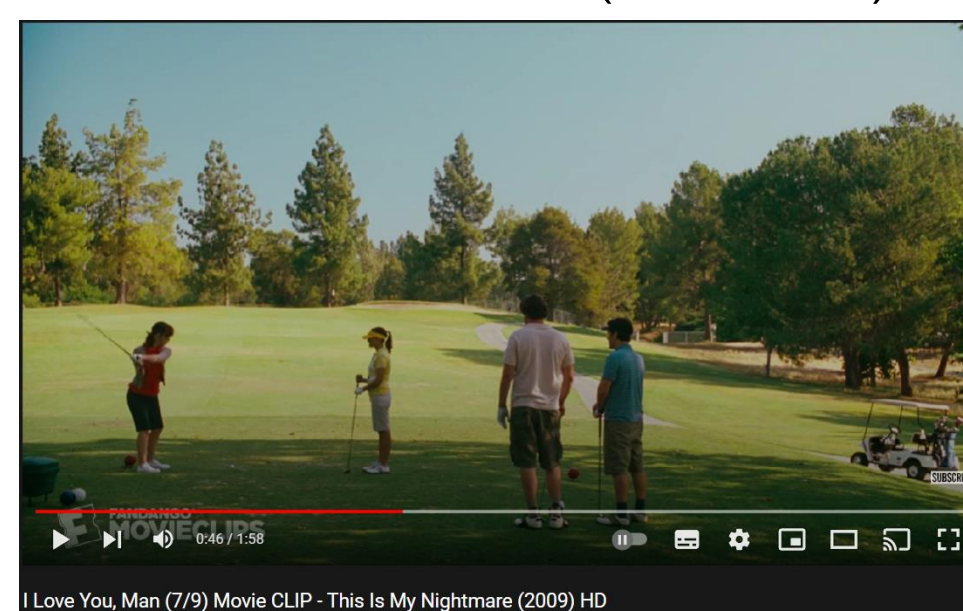 FANDANGO
MOVIECLIPS
SUBSCRI
0:46 / 1:58
I Love You, Man (7/9) Movie CLIP - This Is My Nightmare (2009) HD